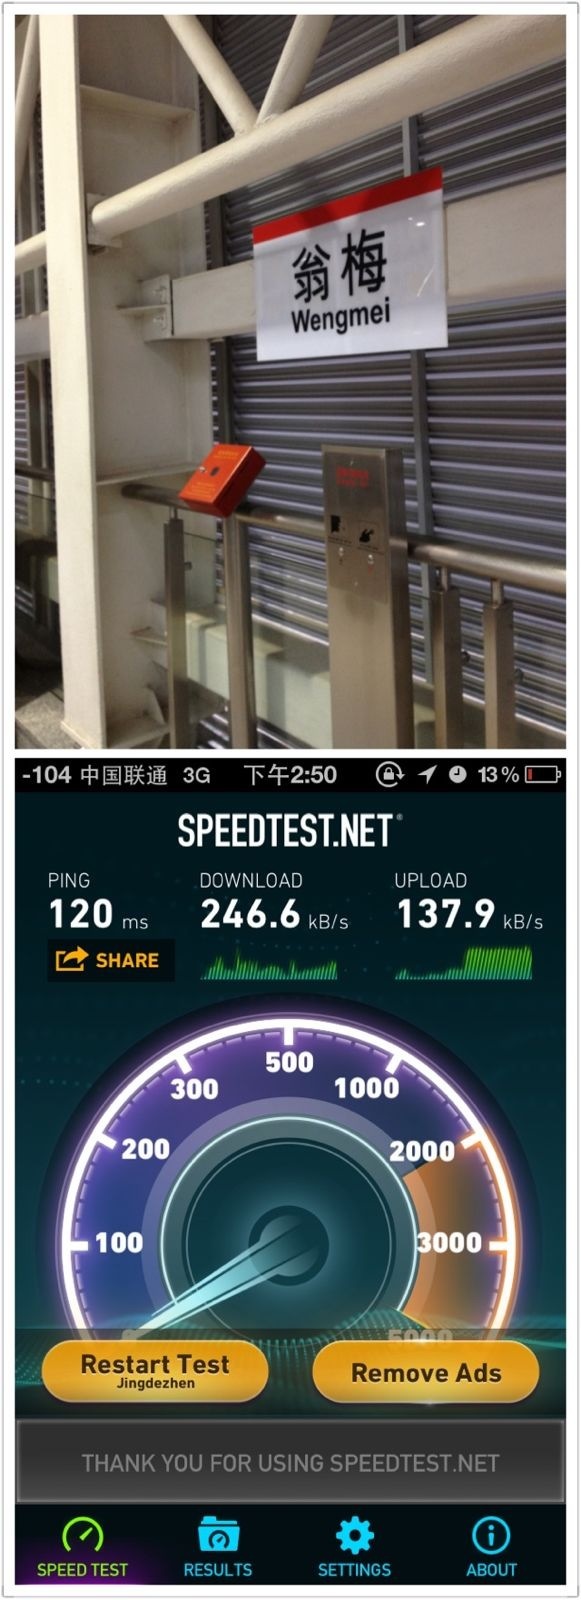 翁梅
Wengmei
-104 中国联通 3G 下午2:50 13%
SPEEDTEST.NET®
PING DOWNLOAD UPLOAD
120 ms 246.6 kB/s 137.9 kB/s
SHARE
500
300 1000
200 2000
100 3000
5000
Restart Test
Jingdezhen
Remove Ads
THANK YOU FOR USING SPEEDTEST.NET
SPEED TEST RESULTS SETTINGS ABOUT